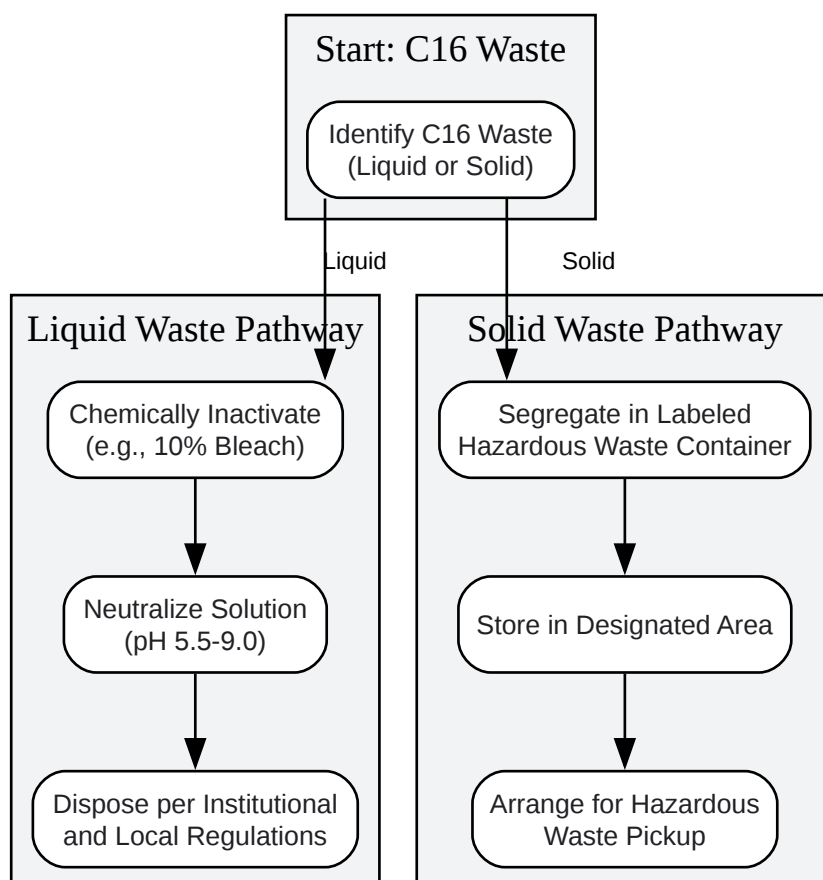 Start: C16 Waste
Identify C16 Waste
(Liquid or Solid)
Liquid
Solid
Liquid Waste Pathway
Chemically Inactivate
(e.g., 10% Bleach)
Neutralize Solution
(pH 5.5-9.0)
Dispose per Institutional
and Local Regulations
Solid Waste Pathway
Segregate in Labeled
Hazardous Waste Container
Store in Designated Area
Arrange for Hazardous
Waste Pickup